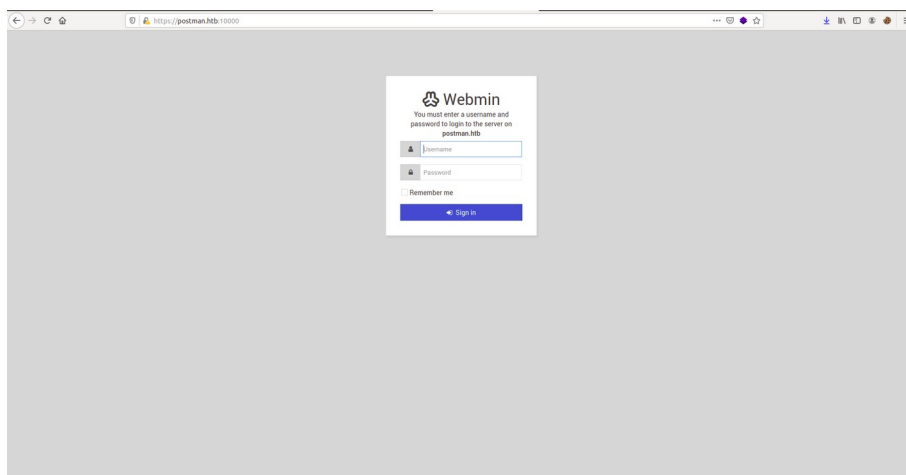 https://postman.htb:10000
Webmin
You must enter a username and
password to login to the server on
postman.htb
Username
Password
Remember me
Sign in